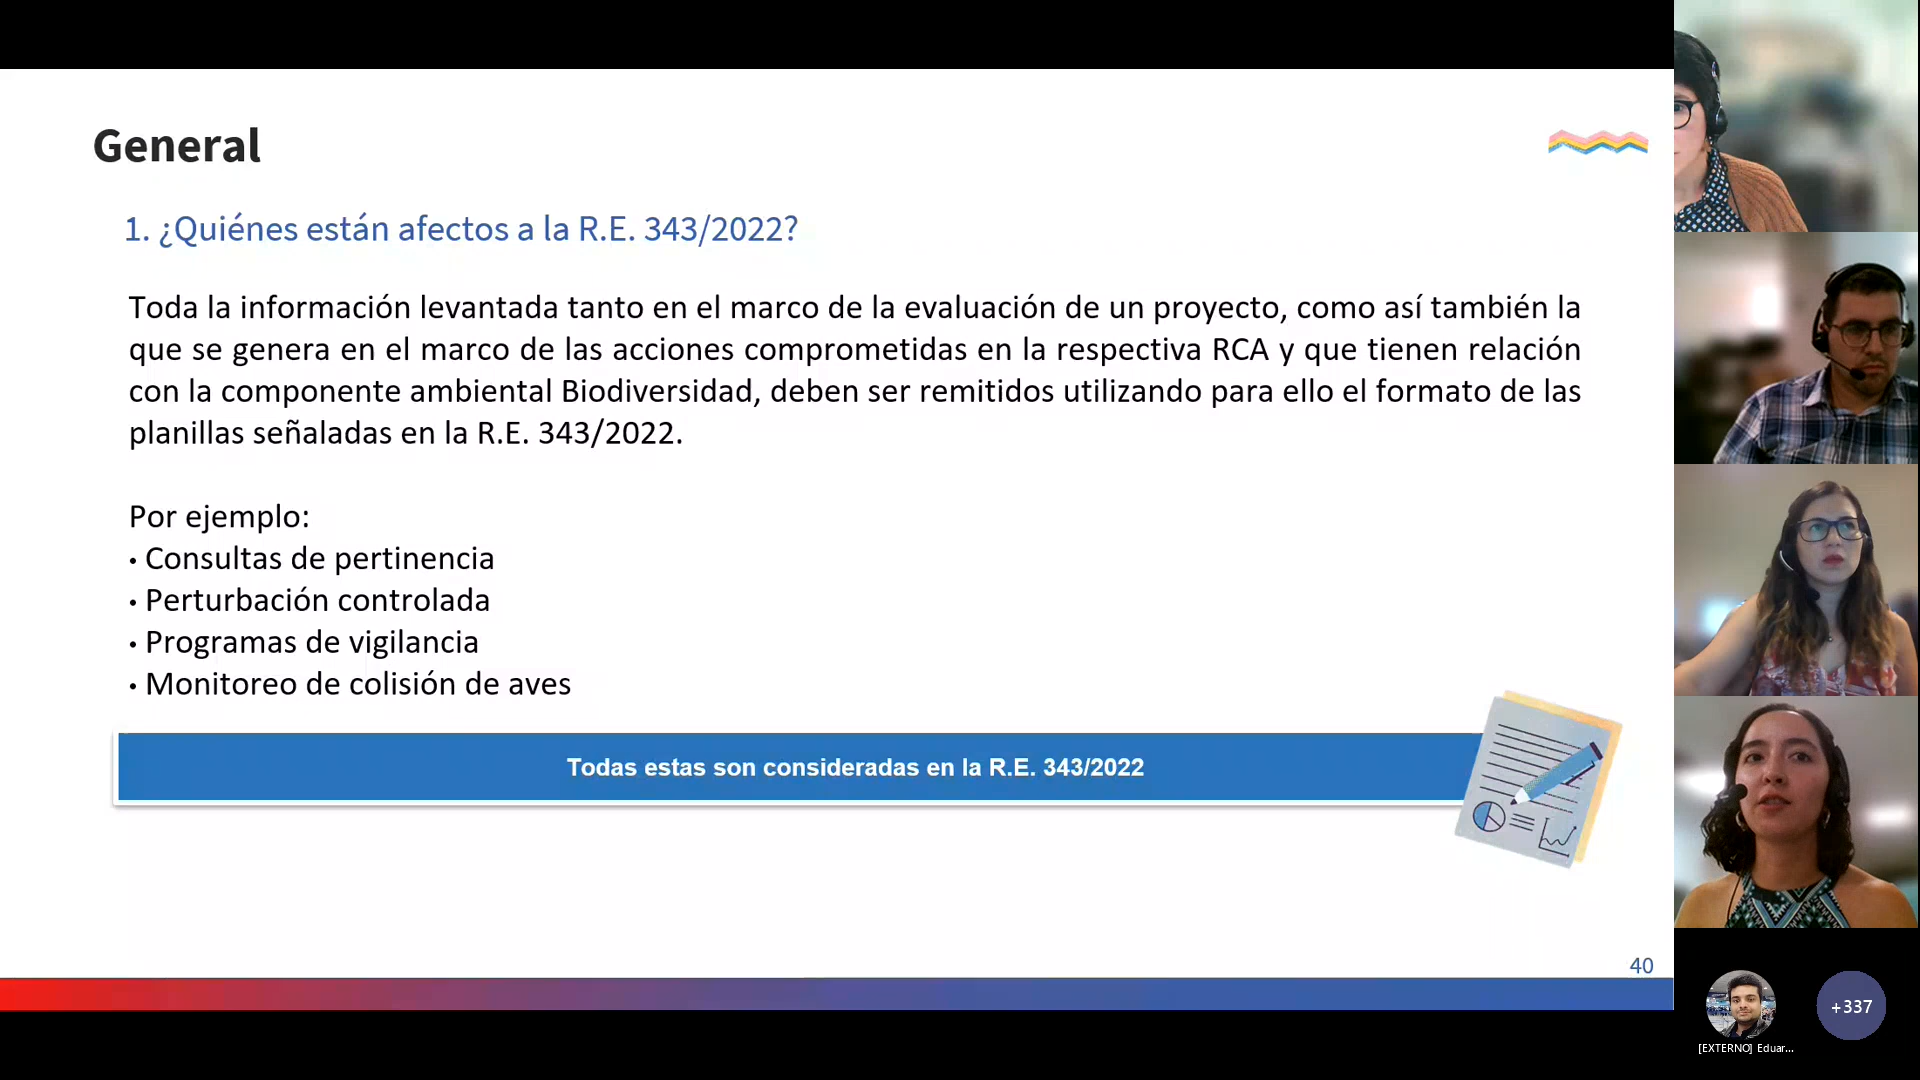 General
1. ¿Quiénes están afectos a la R.E. 343/2022?
Toda la información levantada tanto en el marco de la evaluación de un proyecto, como así también la
que se genera en el marco de las acciones comprometidas en la respectiva RCA y que tienen relación
con la componente ambiental Biodiversidad, deben ser remitidos utilizando para ello el formato de las
planillas señaladas en la R.E. 343/2022.
Por ejemplo:
• Consultas de pertinencia
• Perturbación controlada
• Programas de vigilancia
• Monitoreo de colisión de aves
Todas estas son consideradas en la R.E. 343/2022
40
+337
[EXTERNO] Eduar...